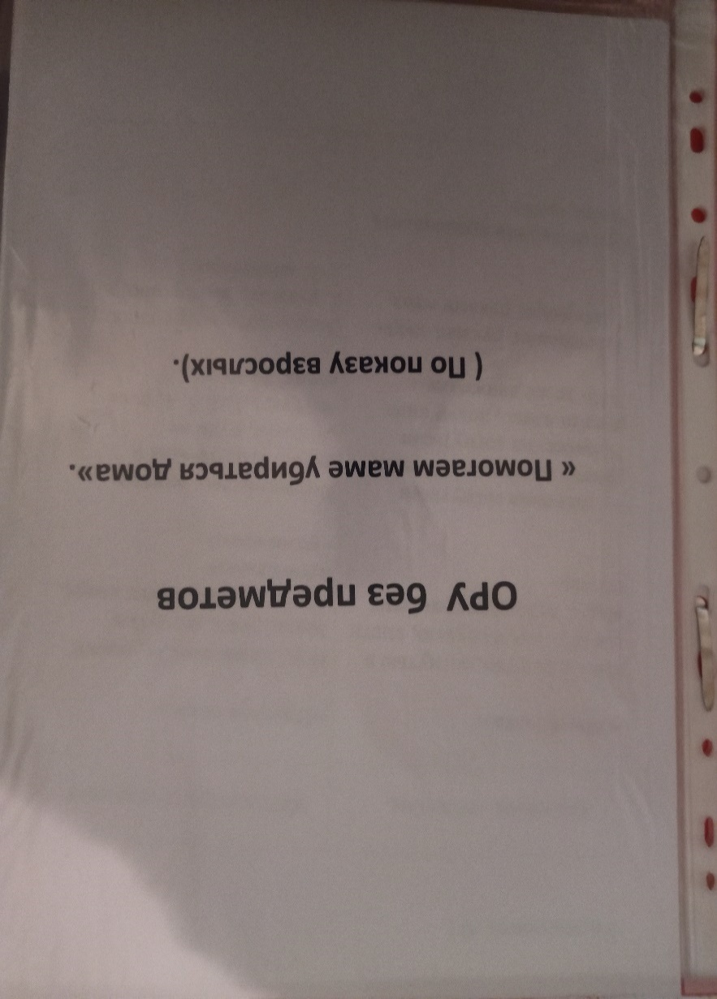 ОРУ без предметов
« Помогаем маме убираться дома».
( По показу взрослых).